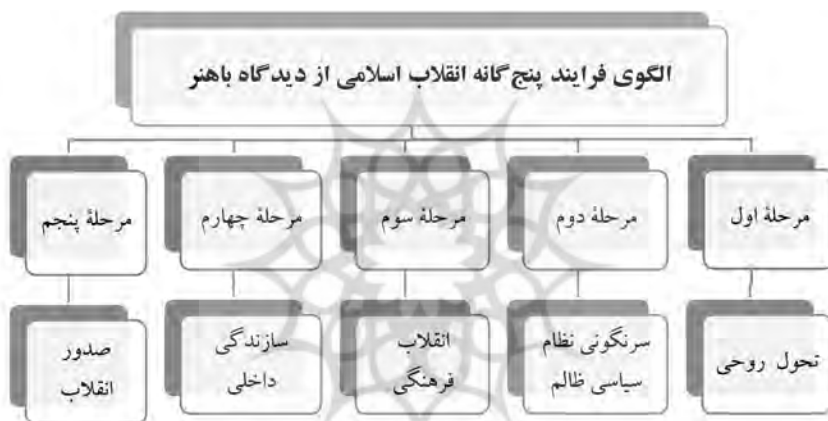 الگوی فرایند پنج‌گانه انقلاب اسلامی از دیدگاه باهنر
مرحلهٔ اول
مرحلهٔ دوم
مرحلهٔ سوم
مرحلهٔ چهارم
مرحلهٔ پنجم
تحول روحی
سرنگونی نظام
سیاسی ظالم
انقلاب
فرهنگی
سازندگی
داخلی
صدور
انقلاب